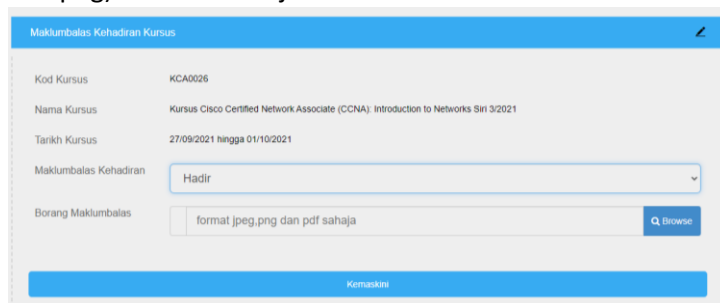 Maklumbalas Kehadiran Kursus
Kod Kursus KCA0026
Nama Kursus Kursus Cisco Certified Network Associate (CCNA): Introduction to Networks Siri 3/2021
Tarikh Kursus 27/09/2021 hingga 01/10/2021
Maklumbalas Kehadiran Hadir
Borang Maklumbalas format jpeg,png dan pdf sahaja Browse
Kemaskini